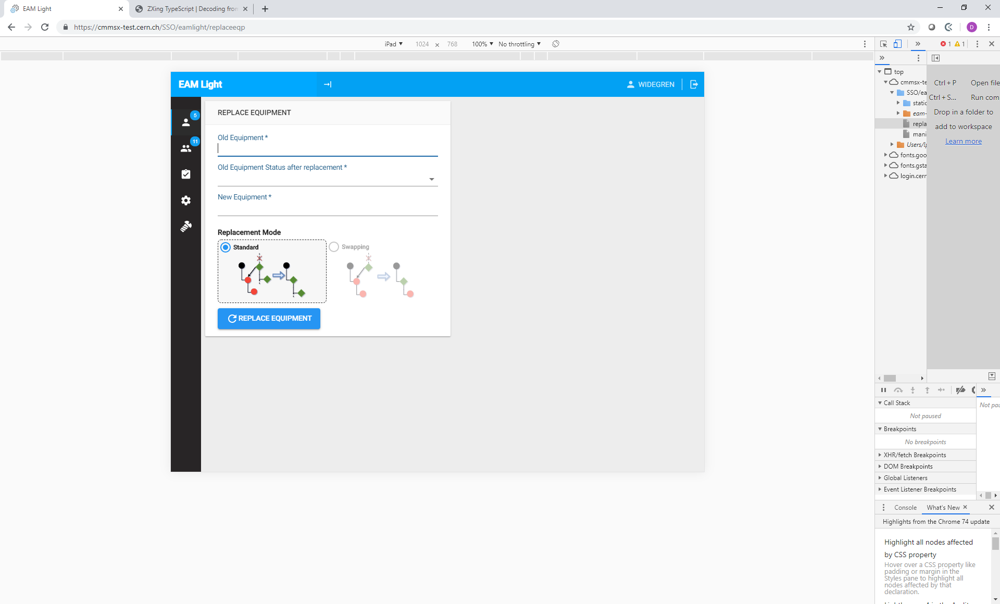 EAM Light
ZXing TypeScript | Decoding from
https://cmmsx-test.cern.ch/SSO/eamlight/replaceeqp
D
iPad
1024 x 768
100%
No throttling
1
1
EAM Light
WIDEGREN
5
11
REPLACE EQUIPMENT
Old Equipment *
Old Equipment Status after replacement *
New Equipment *
Replacement Mode
Standard
Swapping
REPLACE EQUIPMENT
top
cmmsx-te
SSO/ea
static
eam-
repla
mani
Users/lp
fonts.goo
fonts.gsta
login.cern
Ctrl + P Open file
Ctrl + S... Run com
Drop in a folder to
add to workspace
Learn more
Call Stack
Not paused
Not pau
Breakpoints
No breakpoints
XHR/fetch Breakpoints
DOM Breakpoints
Global Listeners
Event Listener Breakpoints
Console
What's New
Highlights from the Chrome 74 update
Highlight all nodes affected
by CSS property
Hover over a CSS property like
padding or margin in the
Styles pane to highlight all
nodes affected by that
declaration.